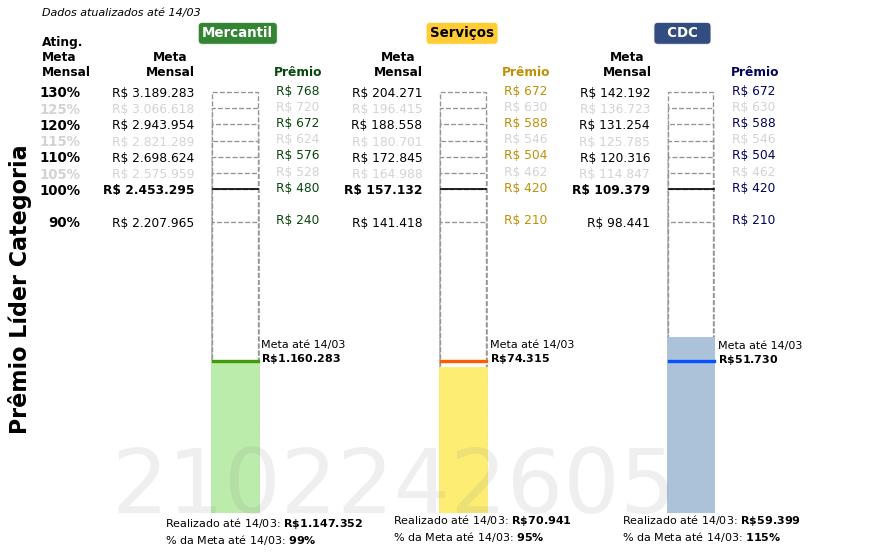 Dados atualizados até 14/03
Mercantil Serviços CDC
Ating.
Meta
Mensal
Meta
Mensal
Prêmio
Meta
Mensal
Prêmio
Meta
Mensal
Prêmio
130% R$ 3.189.283 R$ 768 R$ 204.271 R$ 672 R$ 142.192 R$ 672
125% R$ 3.066.618 R$ 720 R$ 196.415 R$ 630 R$ 136.723 R$ 630
120% R$ 2.943.954 R$ 672 R$ 188.558 R$ 588 R$ 131.254 R$ 588
115% R$ 2.821.289 R$ 624 R$ 180.701 R$ 546 R$ 125.785 R$ 546
110% R$ 2.698.624 R$ 576 R$ 172.845 R$ 504 R$ 120.316 R$ 504
105% R$ 2.575.959 R$ 528 R$ 164.988 R$ 462 R$ 114.847 R$ 462
100% R$ 2.453.295 R$ 480 R$ 157.132 R$ 420 R$ 109.379 R$ 420
90% R$ 2.207.965 R$ 240 R$ 141.418 R$ 210 R$ 98.441 R$ 210
Prêmio Líder Categoria
Meta até 14/03
R$1.160.283
Meta até 14/03
R$74.315
Meta até 14/03
R$51.730
2102242605
Realizado até 14/03: R$1.147.352
% da Meta até 14/03: 99%
Realizado até 14/03: R$70.941
% da Meta até 14/03: 95%
Realizado até 14/03: R$59.399
% da Meta até 14/03: 115%